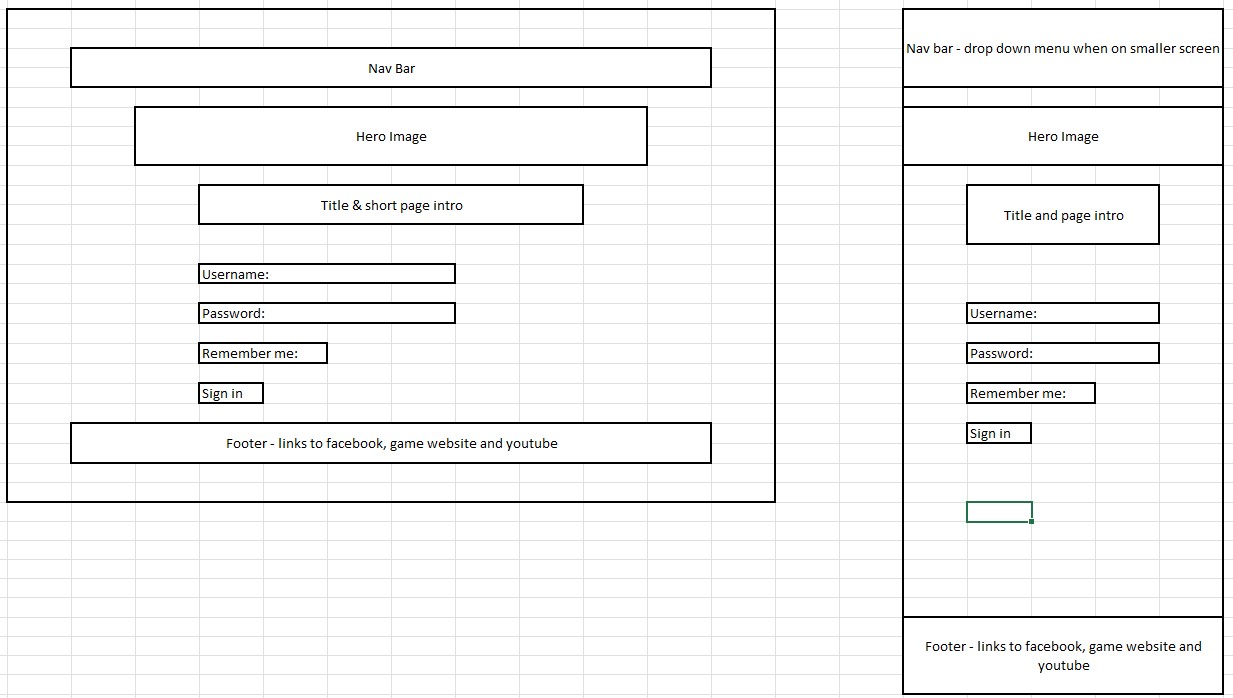 Nav Bar
Hero Image
Title & short page intro
Username:
Password:
Remember me:
Sign in
Footer - links to facebook, game website and youtube
Nav bar - drop down menu when on smaller screen
Hero Image
Title and page intro
Username:
Password:
Remember me:
Sign in
Footer - links to facebook, game website and
youtube